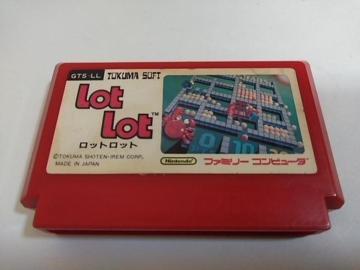 GTS-LL TOKUMA SOFT
Lot
Lot™
ロットロット
©TOKUMA SHOTEN-IREM CORP.
MADE IN JAPAN
Nintendo ファミリー コンピュータ